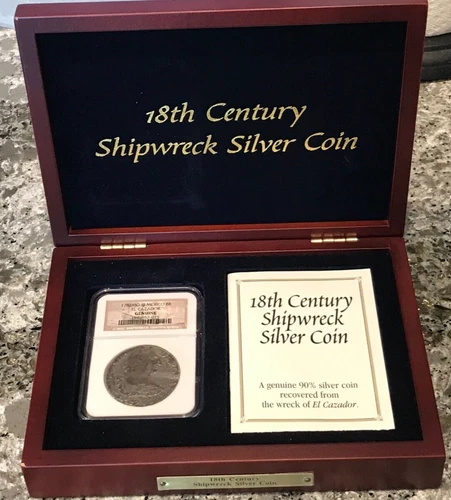 18th Century
Shipwreck Silver Coin
EL CAZADOR
GENUINE
18th Century
Shipwreck
Silver Coin
A genuine 90% silver coin
recovered from
the wreck of El Cazador.
18th Century
Shipwreck Silver Coin